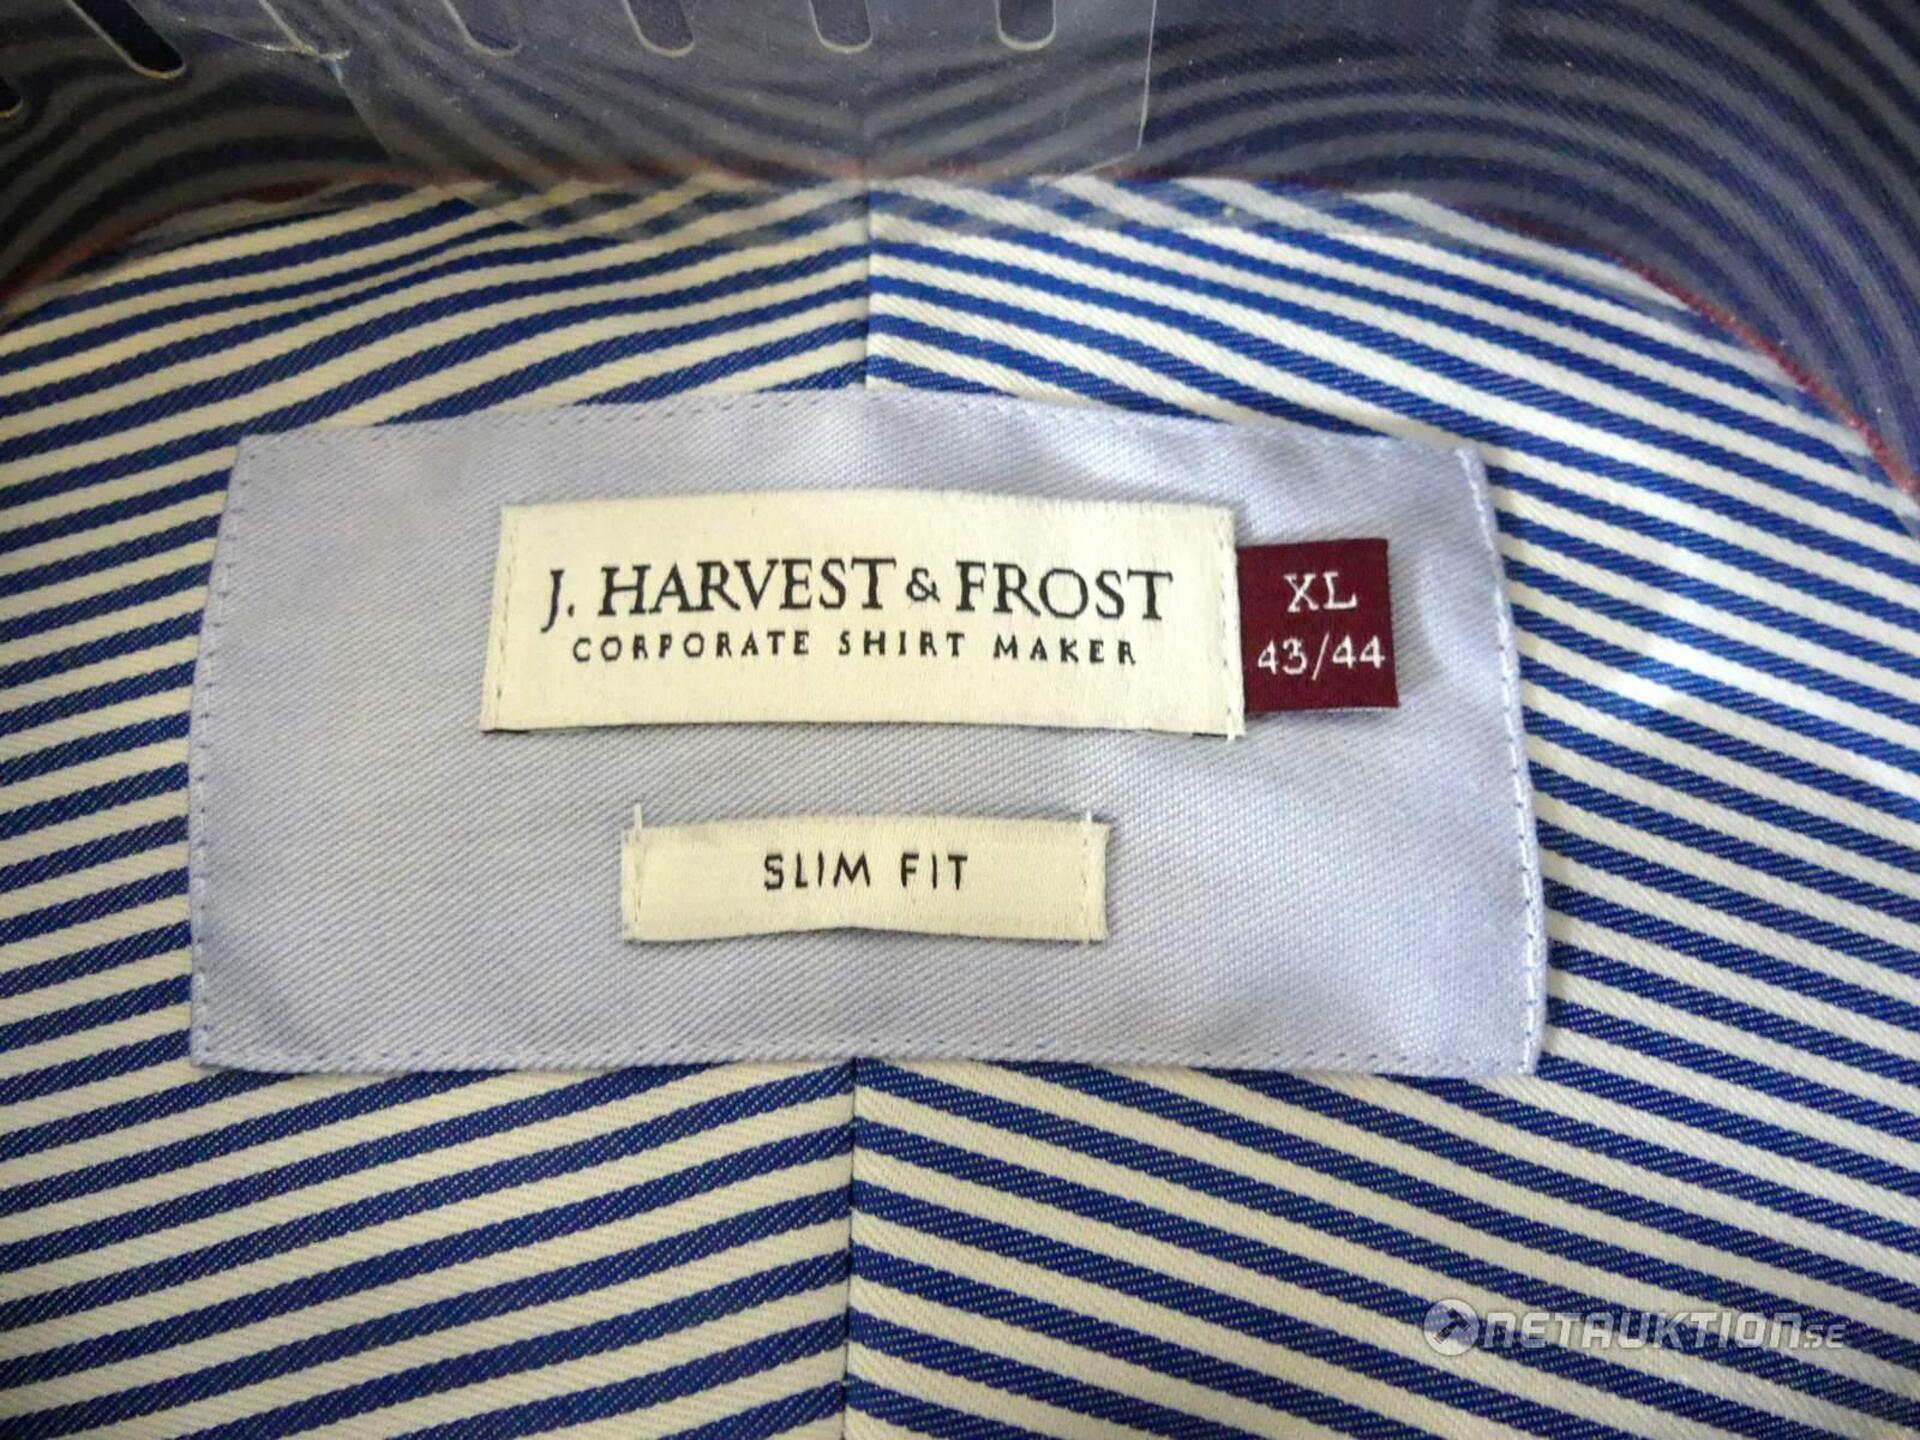 J. HARVEST & FROST
CORPORATE SHIRT MAKER
XL
43/44
SLIM FIT
NETAUKTION.SE